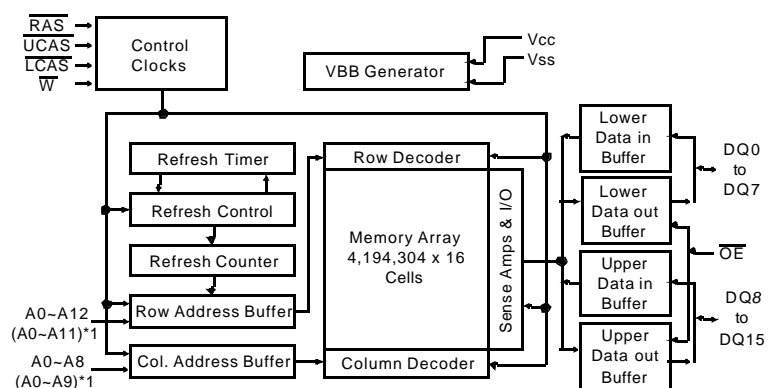 RAS
UCAS
LCAS
W
Control
Clocks
VBB Generator
Vcc
Vss
Refresh Timer
Refresh Control
Refresh Counter
Row Address Buffer
Col. Address Buffer
A0~A12
(A0~A11)*1
A0~A8
(A0~A9)*1
Row Decoder
Memory Array
4,194,304 x 16
Cells
Sense Amps & I/O
Column Decoder
Lower
Data in
Buffer
Lower
Data out
Buffer
Upper
Data in
Buffer
Upper
Data out
Buffer
DQ0
to
DQ7
OE
DQ8
to
DQ15